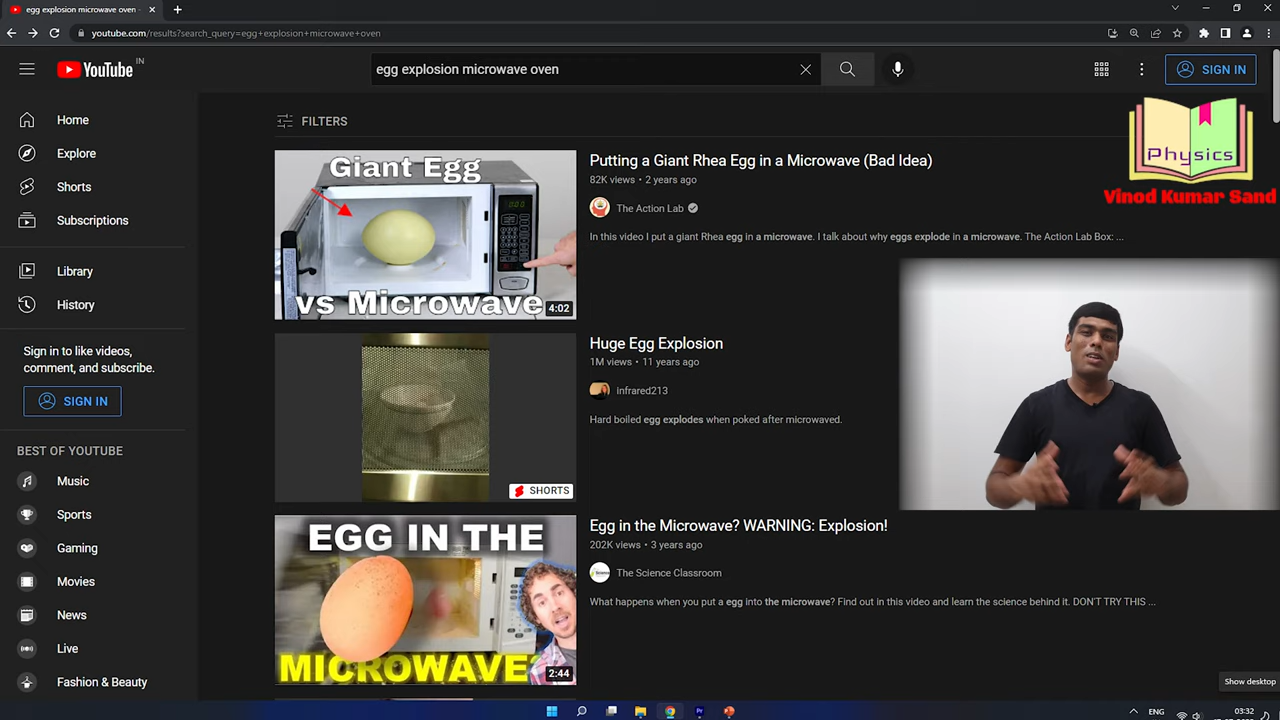 egg explosion microwave oven -
youtube.com/results?search_query=egg+explosion+microwave+oven
YouTube IN
egg explosion microwave oven
SIGN IN
Home
Explore
Shorts
Subscriptions
Library
History
Sign in to like videos,
comment, and subscribe.
SIGN IN
BEST OF YOUTUBE
Music
Sports
Gaming
Movies
News
Live
Fashion & Beauty
FILTERS
Giant Egg
vs Microwave
4:02
Putting a Giant Rhea Egg in a Microwave (Bad Idea)
82K views • 2 years ago
The Action Lab
In this video I put a giant Rhea egg in a microwave. I talk about why eggs explode in a microwave. The Action Lab Box: ...
SHORTS
Huge Egg Explosion
1M views • 11 years ago
infrared213
Hard boiled egg explodes when poked after microwaved.
EGG IN THE
MICROWAVE?
2:44
Egg in the Microwave? WARNING: Explosion!
202K views • 3 years ago
The Science Classroom
What happens when you put a egg into the microwave? Find out in this video and learn the science behind it. DON'T TRY THIS ...
Physics
Vinod Kumar Sand
Show desktop
ENG
03:32